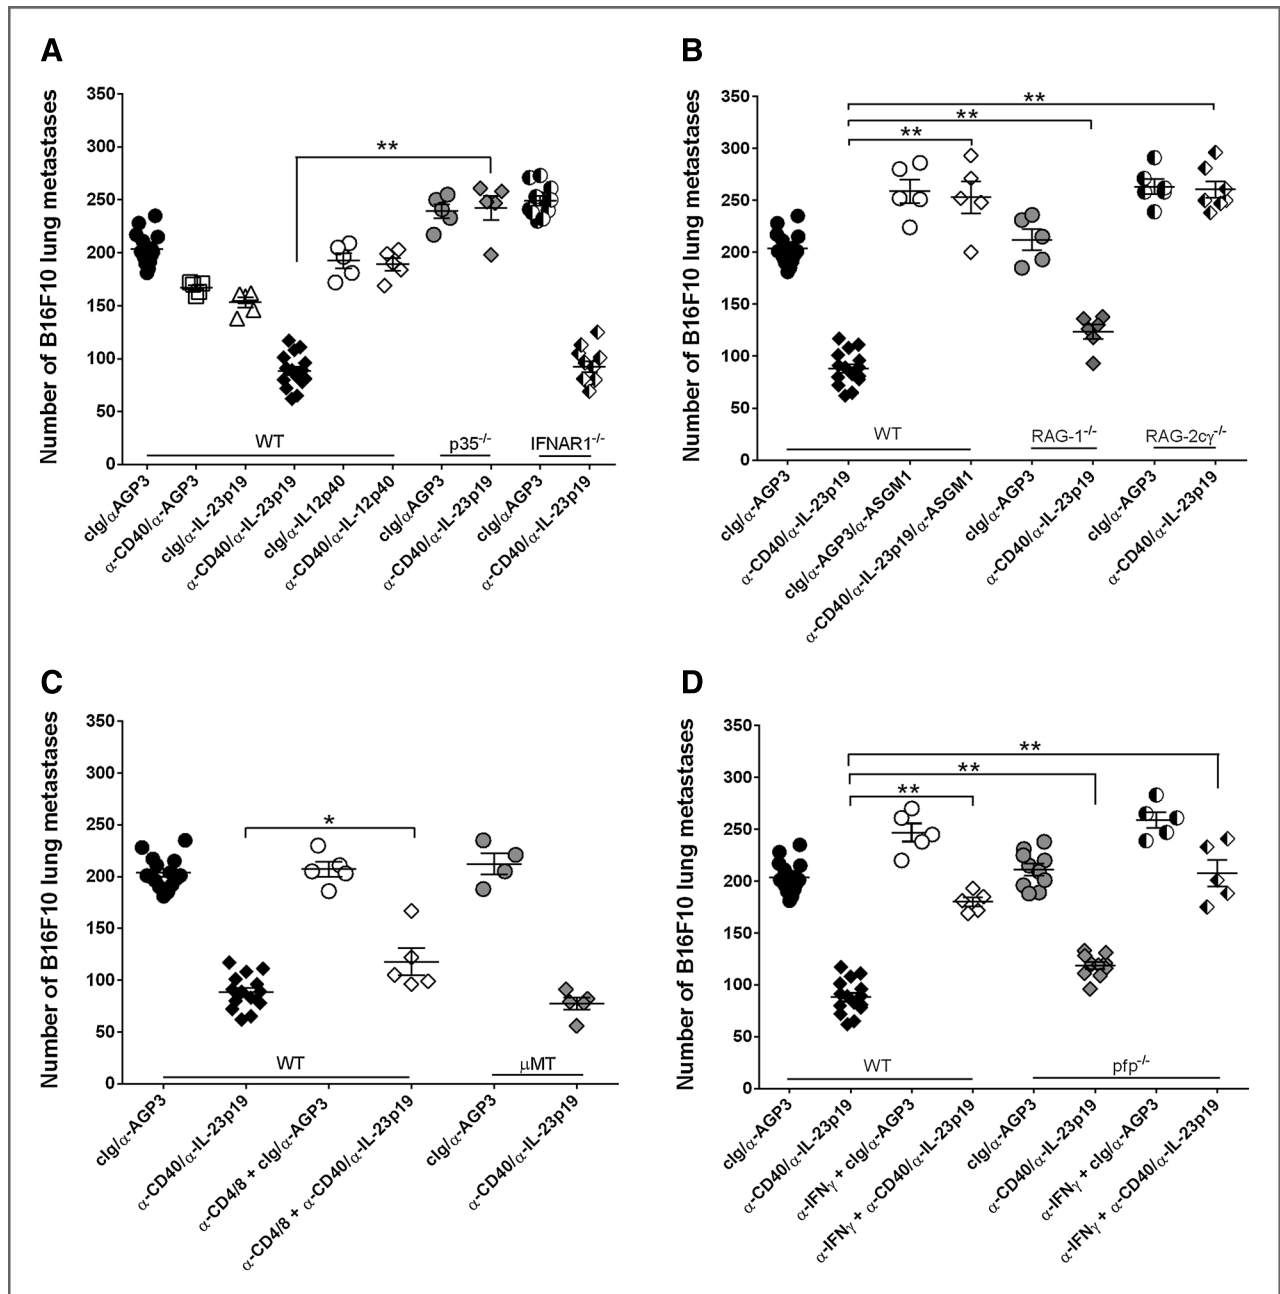 A
Number of B16F10 lung metastases
350
300
250
200
150
100
50
0
**
WT
p35-/-
IFNAR1-/-
cIg/α-AGP3
α-CD40/α-AGP3
cIg/α-IL-23p19
α-CD40/α-IL-23p19
cIg/α-IL-12p40
α-CD40/α-IL-12p40
cIg/α-AGP3
α-CD40/α-IL-23p19
cIg/α-AGP3
α-CD40/α-IL-23p19
B
Number of B16F10 lung metastases
350
300
250
200
150
100
50
0
**
**
**
WT
RAG-1-/-
RAG-2cγ-/-
cIg/α-AGP3
α-CD40/α-IL-23p19
cIg/α-AGP3/α-ASGM1
α-CD40/α-IL-23p19/α-ASGM1
cIg/α-AGP3
α-CD40/α-IL-23p19
cIg/α-AGP3
α-CD40/α-IL-23p19
C
Number of B16F10 lung metastases
350
300
250
200
150
100
50
0
*
WT
μMT
cIg/α-AGP3
α-CD40/α-IL-23p19
α-CD4/8 + cIg/α-AGP3
α-CD4/8 + α-CD40/α-IL-23p19
cIg/α-AGP3
α-CD40/α-IL-23p19
D
Number of B16F10 lung metastases
350
300
250
200
150
100
50
0
**
**
**
WT
pfp-/-
cIg/α-AGP3
α-CD40/α-IL-23p19
α-IFNγ + cIg/α-AGP3
α-IFNγ + α-CD40/α-IL-23p19
cIg/α-AGP3
α-CD40/α-IL-23p19
α-IFNγ + cIg/α-AGP3
α-IFNγ + α-CD40/α-IL-23p19